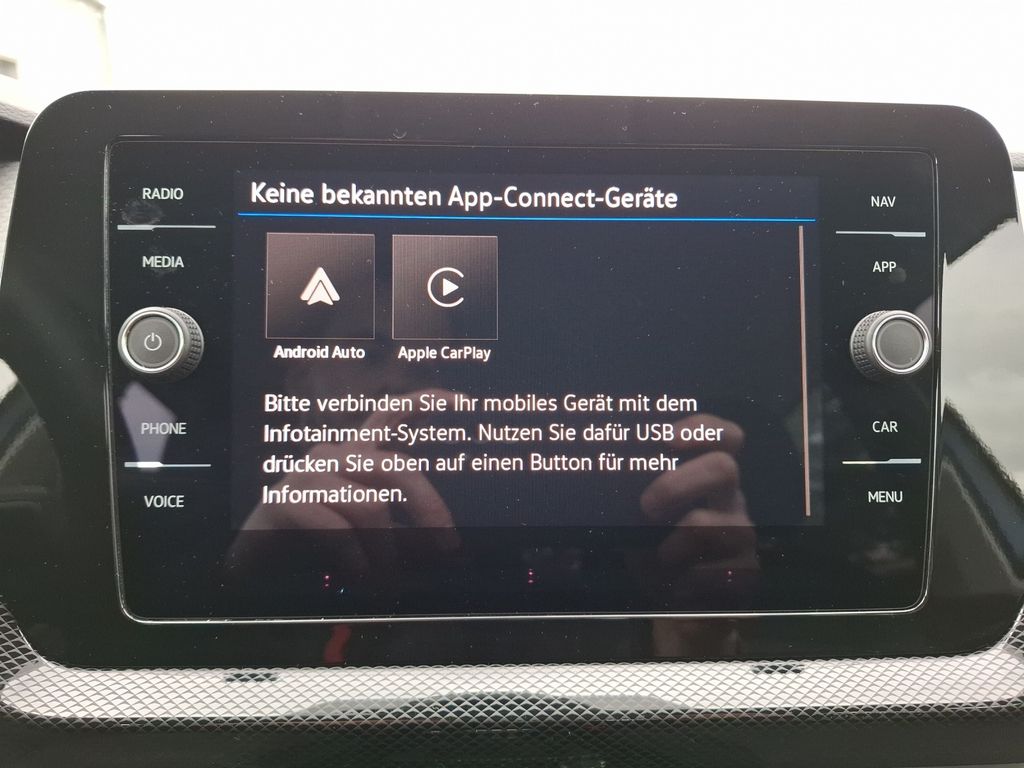 Keine bekannten App-Connect-Geräte
RADIO
MEDIA
PHONE
VOICE
Android Auto
Apple CarPlay
Bitte verbinden Sie Ihr mobiles Gerät mit dem
Infotainment-System. Nutzen Sie dafür USB oder
drücken Sie oben auf einen Button für mehr
Informationen.
NAV
APP
CAR
MENU